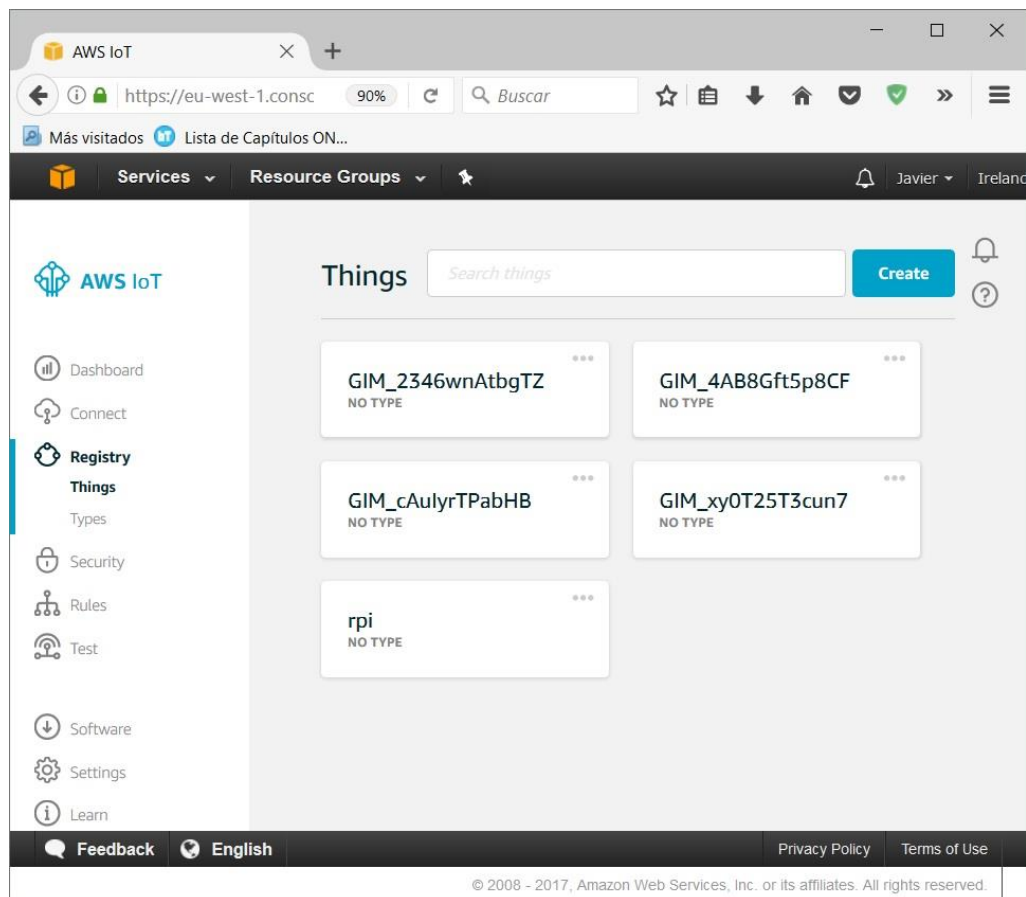 AWS IoT
https://eu-west-1.consc 90% Buscar
Más visitados Lista de Capítulos ON...
Services Resource Groups Javier Ireland
AWS IoT
Things Search things Create
Dashboard
Connect
Registry
Things
Types
Security
Rules
Test
Software
Settings
Learn
GIM_2346wnAtbgTZ
NO TYPE
GIM_4AB8Gft5p8CF
NO TYPE
GIM_cAuIyrTPabHB
NO TYPE
GIM_xy0T25T3cun7
NO TYPE
rpi
NO TYPE
Feedback English Privacy Policy Terms of Use
© 2008 - 2017, Amazon Web Services, Inc. or its affiliates. All rights reserved.